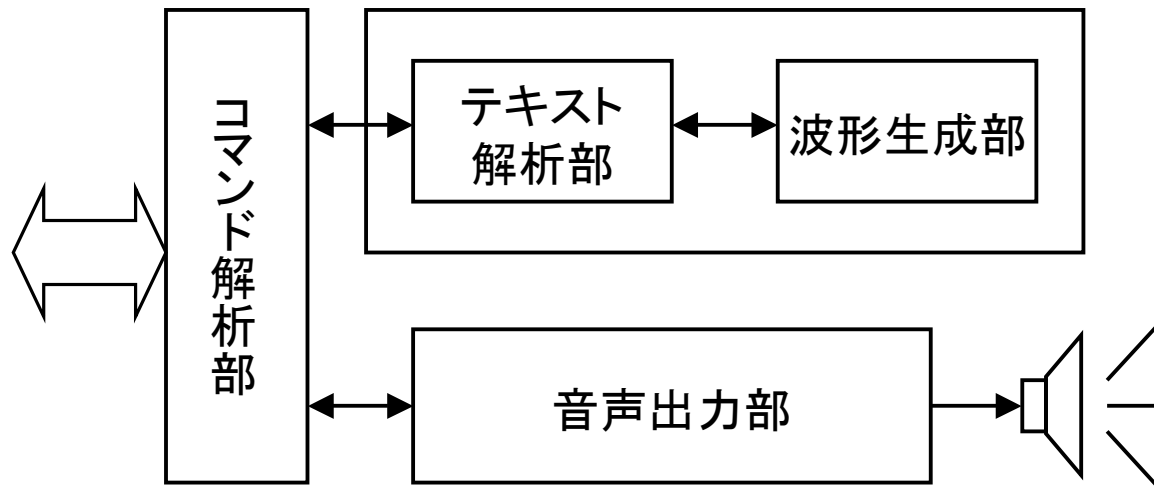 コマンド解析部
テキスト
解析部
波形生成部
音声出力部